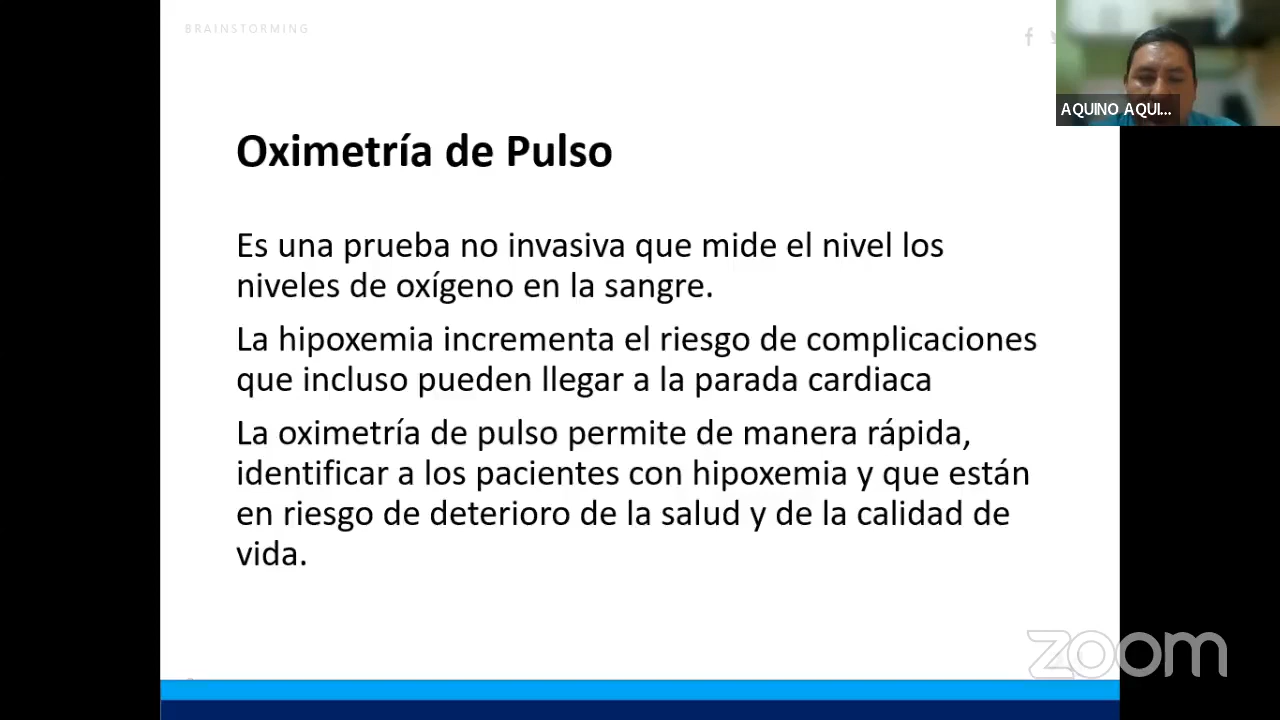 BRAINSTORMING
AQUINO AQUI...
Oximetría de Pulso
Es una prueba no invasiva que mide el nivel los
niveles de oxígeno en la sangre.
La hipoxemia incrementa el riesgo de complicaciones
que incluso pueden llegar a la parada cardiaca
La oximetría de pulso permite de manera rápida,
identificar a los pacientes con hipoxemia y que están
en riesgo de deterioro de la salud y de la calidad de
vida.
zoom